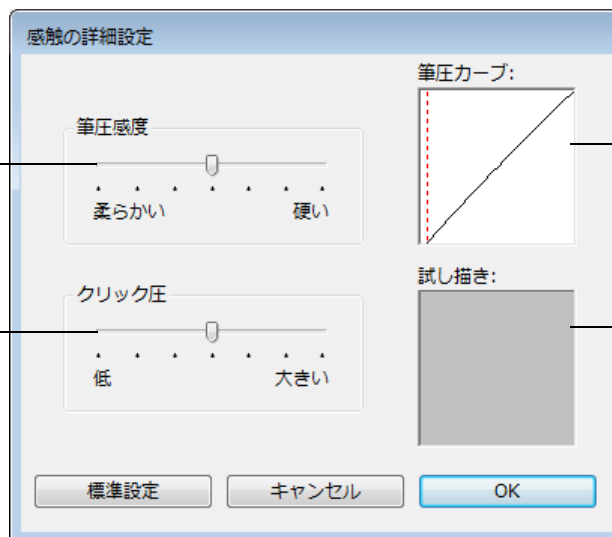 感触の詳細設定
筆圧感度
柔らかい 硬い
クリック圧
低 大きい
筆圧カーブ:
試し描き:
標準設定 キャンセル OK